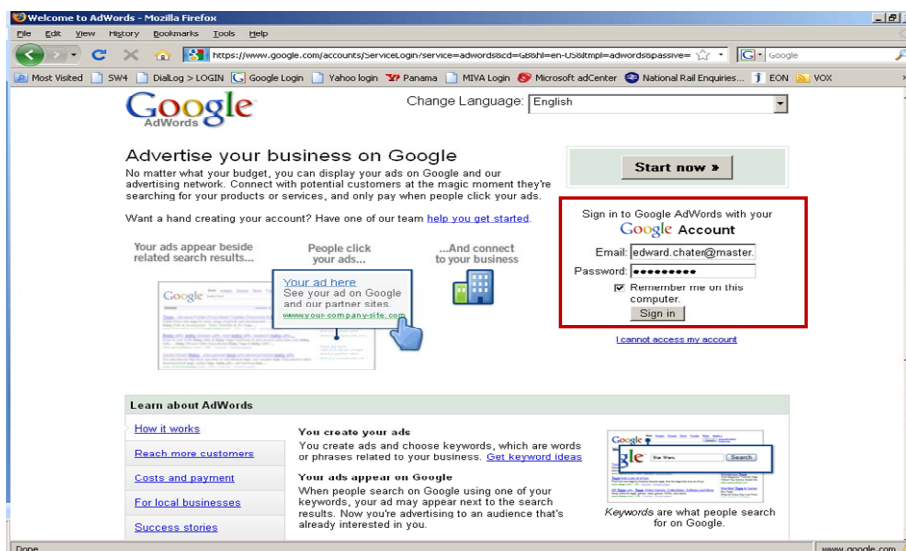 Welcome to AdWords - Mozilla Firefox
File Edit View History Bookmarks Tools Help
https://www.google.com/accounts/ServiceLogin?service=adwords&cd=GB&hl=en-US&ltmpl=adwords&passive= Google
Most Visited SW4 DiaLog > LOGIN Google Login Yahoo login Panama MIVA Login Microsoft adCenter National Rail Enquiries... EON VOX
Google
AdWords
Change Language: English
Advertise your business on Google
No matter what your budget, you can display your ads on Google and our
advertising network. Connect with potential customers at the magic moment they're
searching for your products or services, and only pay when people click your ads.
Want a hand creating your account? Have one of our team help you get started.
Start now »
Sign in to Google AdWords with your
Google Account
Email: edward.chater@master.
Password: •••••••••
Remember me on this
computer.
Sign in
I cannot access my account
Your ads appear beside
related search results...
People click
your ads...
...And connect
to your business
Google
Your ad here
See your ad on Google
and our partner sites.
www.your-company-site.com
Learn about AdWords
How it works
Reach more customers
Costs and payment
For local businesses
Success stories
You create your ads
You create ads and choose keywords, which are words
or phrases related to your business. Get keyword ideas
Your ads appear on Google
When people search on Google using one of your
keywords, your ad may appear next to the search
results. Now you're advertising to an audience that's
already interested in you.
Google
gle Search
Keywords are what people search
for on Google.
Done www.google.com